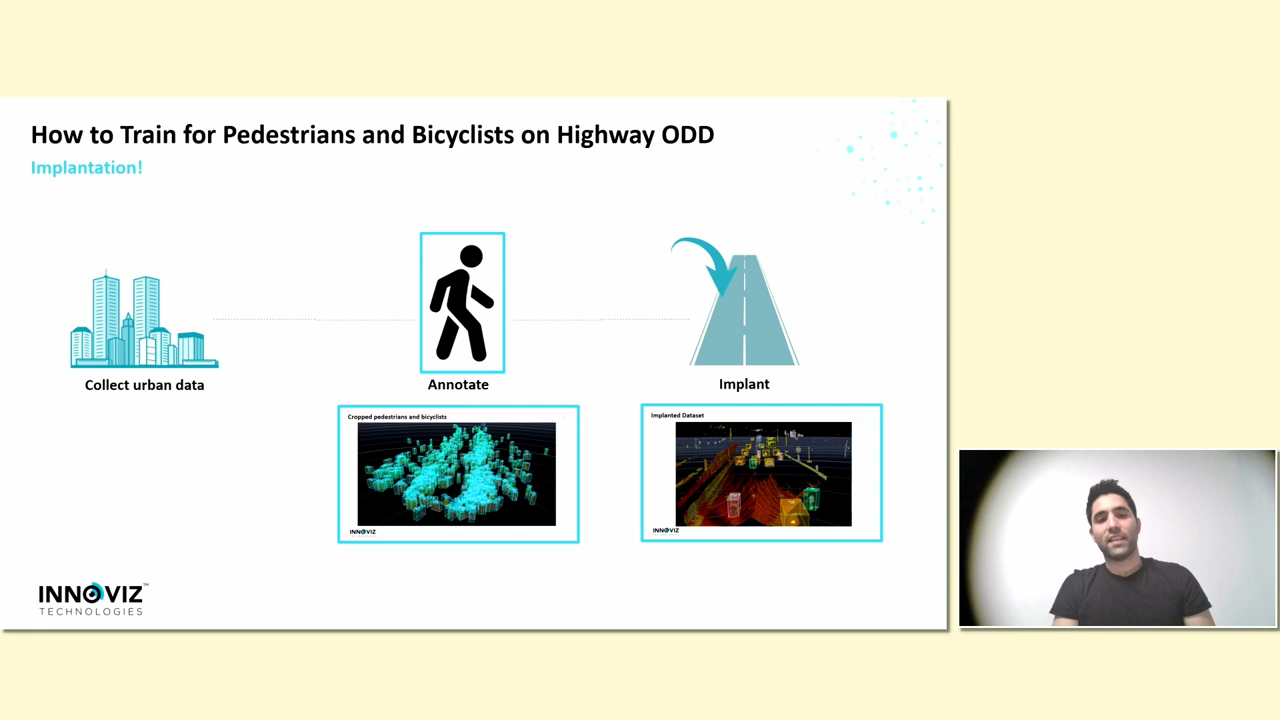 How to Train for Pedestrians and Bicyclists on Highway ODD
Implantation!
Collect urban data
Annotate
Implant
Cropped pedestrians and bicyclists
INNOVIZ
Implanted Dataset
INNOVIZ
INNOVIZ™
TECHNOLOGIES